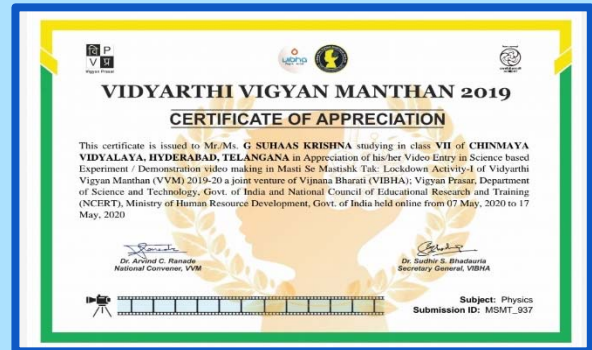 वि P
V प्र
Vigyan Prasar
VIBHA
VIDYARTHI VIGYAN MANTHAN 2019
CERTIFICATE OF APPRECIATION
This certificate is issued to Mr./Ms. G SUHAAS KRISHNA studying in class VII of CHINMAYA
VIDYALAYA, HYDERABAD, TELANGANA in Appreciation of his/her Video Entry in Science based
Experiment / Demonstration video making in Masti Se Mastishk Tak: Lockdown Activity-I of Vidyarthi
Vigyan Manthan (VVM) 2019-20 a joint venture of Vijnana Bharati (VIBHA); Vigyan Prasar, Department
of Science and Technology, Govt. of India and National Council of Educational Research and Training
(NCERT), Ministry of Human Resource Development, Govt. of India held online from 07 May, 2020 to 17
May, 2020
Dr. Arvind C. Ranade
National Convener, VVM
Dr. Sudhir S. Bhadauria
Secretary General, VIBHA
Subject: Physics
Submission ID: MSMT_937